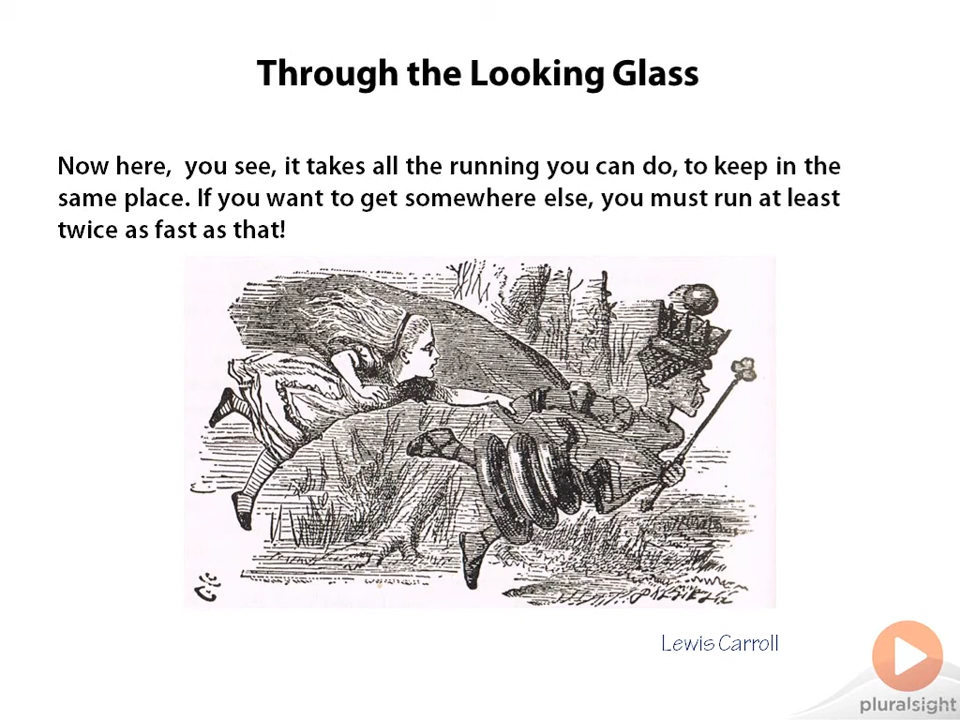 Through the Looking Glass
Now here,  you see, it takes all the running you can do, to keep in the
same place. If you want to get somewhere else, you must run at least
twice as fast as that!
Lewis Carroll
pluralsight